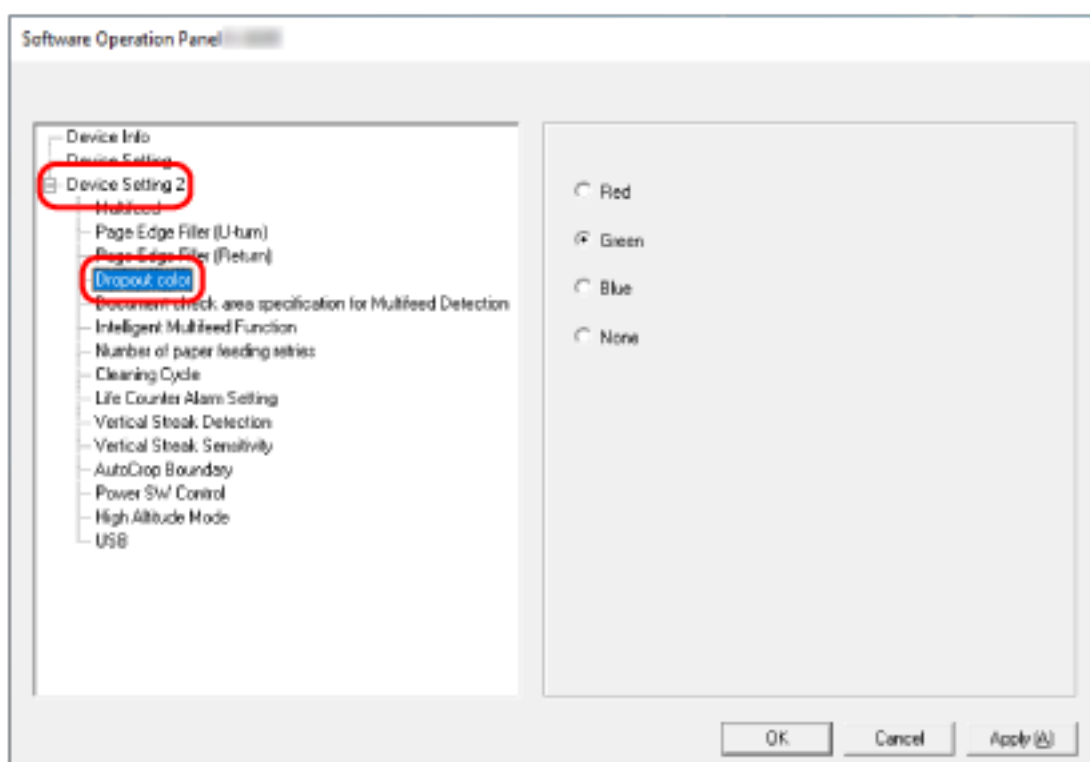 Software Operation Panel
Device Info
Device Setting
Device Setting 2
Multifeed
Page Edge Filler (U-turn)
Page Edge Filler (Return)
Dropout color
Document check area specification for Multifeed Detection
Intelligent Multifeed Function
Number of paper feeding retries
Cleaning Cycle
Life Counter Alarm Setting
Vertical Streak Detection
Vertical Streak Sensitivity
AutoCrop Boundary
Power SW Control
High Altitude Mode
USB
Red
Green
Blue
None
OK Cancel Apply (A)